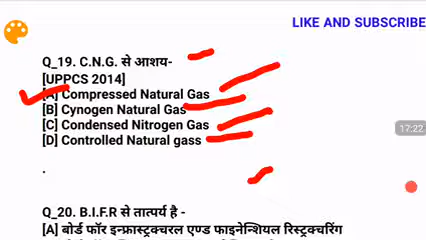 LIKE AND SUBSCRIBE
Q_19. C.N.G. से आशय-
[UPPCS 2014]
[A] Compressed Natural Gas
[B] Cynogen Natural Gas
[C] Condensed Nitrogen Gas
[D] Controlled Natural gass
.
17:22
Q_20. B.I.F.R से तात्पर्य है -
[A] बोर्ड फॉर इन्फ्रास्ट्रक्चरल एण्ड फाइनेन्शियल रिस्ट्रक्चरिंग